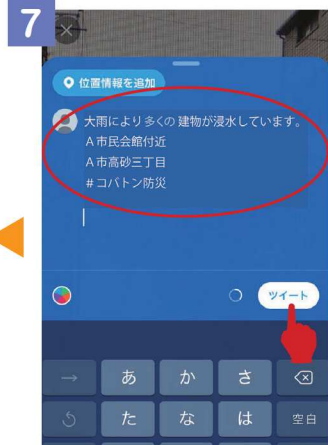 7
位置情報を追加
大雨により多くの建物が浸水しています。
A市民会館付近
A市高砂三丁目
#コバトン防災
ツイート
→ あ か さ
た な は 空白